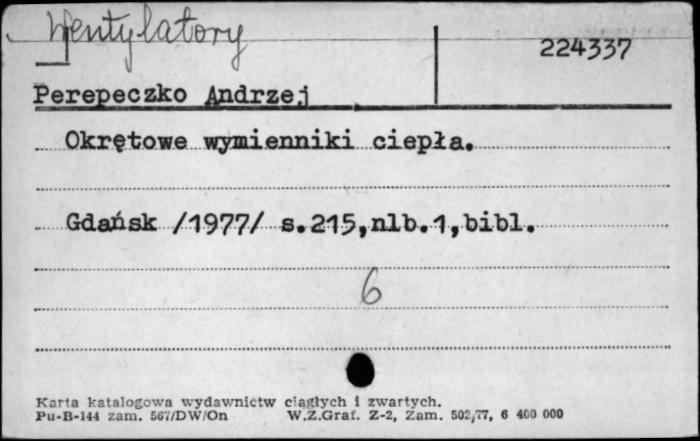 Wentylatory
224337
Perepeczko Andrzej
Okrętowe wymienniki ciepła.
Gdańsk /1977/ s.215,nlb.1,bibl.
6
Karta katalogowa wydawnictw ciągłych i zwartych.
Pu-B-144 zam. 567/DW/On W.Z.Graf. Z-2, Zam. 502/77, 6 400 000